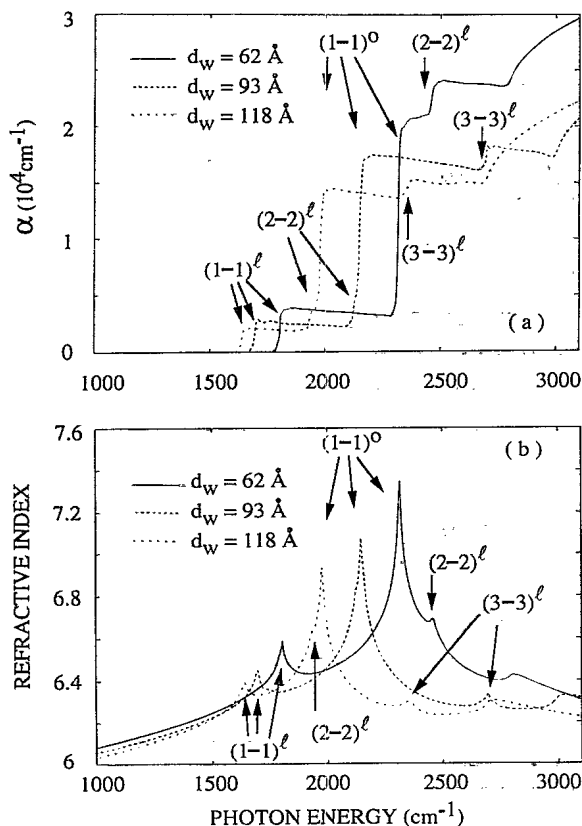 3
2
1
0
α (10⁴cm⁻¹)
d_W = 62 Å
d_W = 93 Å
d_W = 118 Å
(1−1)ᴼ
(2−2)^ℓ
(3−3)^ℓ
(2−2)^ℓ
(3−3)^ℓ
(1−1)^ℓ
( a )
1000 1500 2000 2500 3000
7.6
7.2
6.8
6.4
6
REFRACTIVE INDEX
(1−1)ᴼ
( b )
d_W = 62 Å
d_W = 93 Å
d_W = 118 Å
(2−2)^ℓ
(3−3)^ℓ
(1−1)^ℓ
(2−2)^ℓ
1000 1500 2000 2500 3000
PHOTON ENERGY (cm⁻¹)